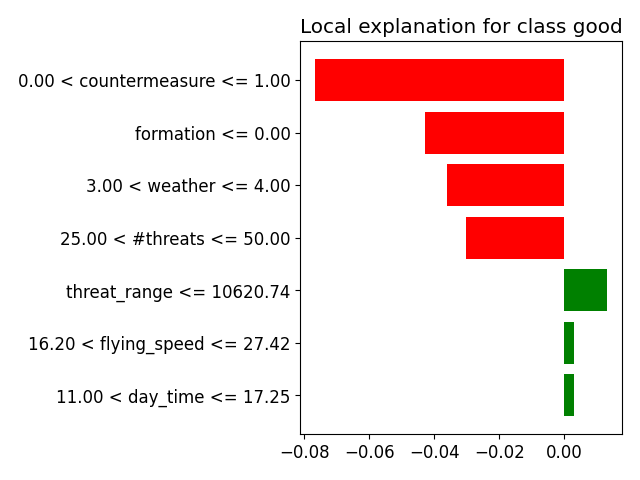 Local explanation for class good
0.00 < countermeasure <= 1.00
formation <= 0.00
3.00 < weather <= 4.00
25.00 < #threats <= 50.00
threat_range <= 10620.74
16.20 < flying_speed <= 27.42
11.00 < day_time <= 17.25
−0.08 −0.06 −0.04 −0.02 0.00